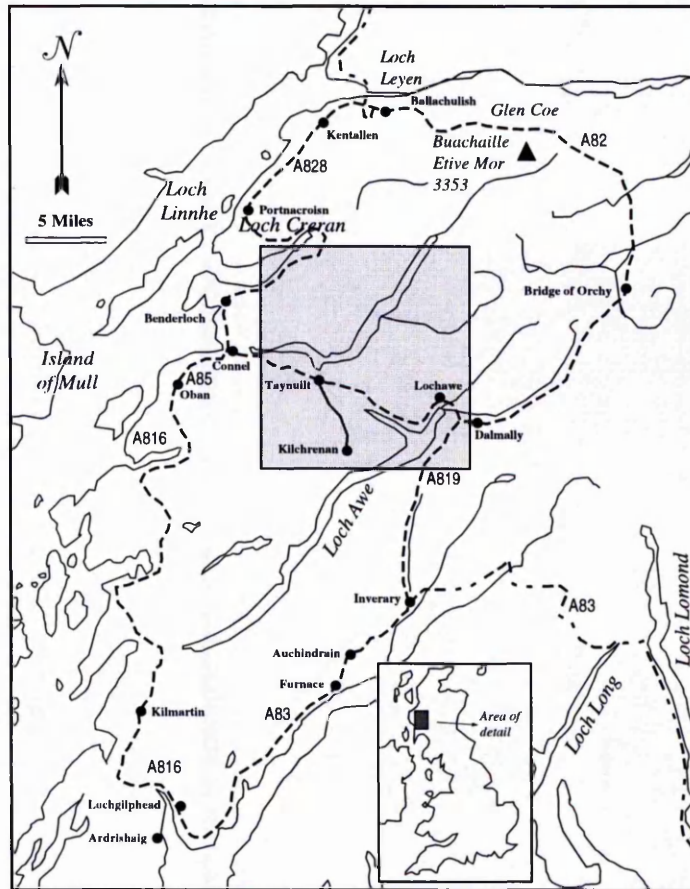 N
5 Miles
Loch
Leyen
Ballachulish
Glen Coe
Kentallen
Buachaille
Etive Mor
3353
A82
A828
Loch
Linnhe
Portnacroisn
Loch Creran
Bridge of Orchy
Benderloch
Island
of Mull
Connel
A85
Oban
Taynuilt
Lochawe
Dalmally
A816
Kilchrenan
A819
Loch Awe
Inverary
A83
Loch Lomond
Auchindrain
Furnace
A83
Loch Long
Area of
detail
Kilmartin
A816
Lochgilphead
Ardrishaig